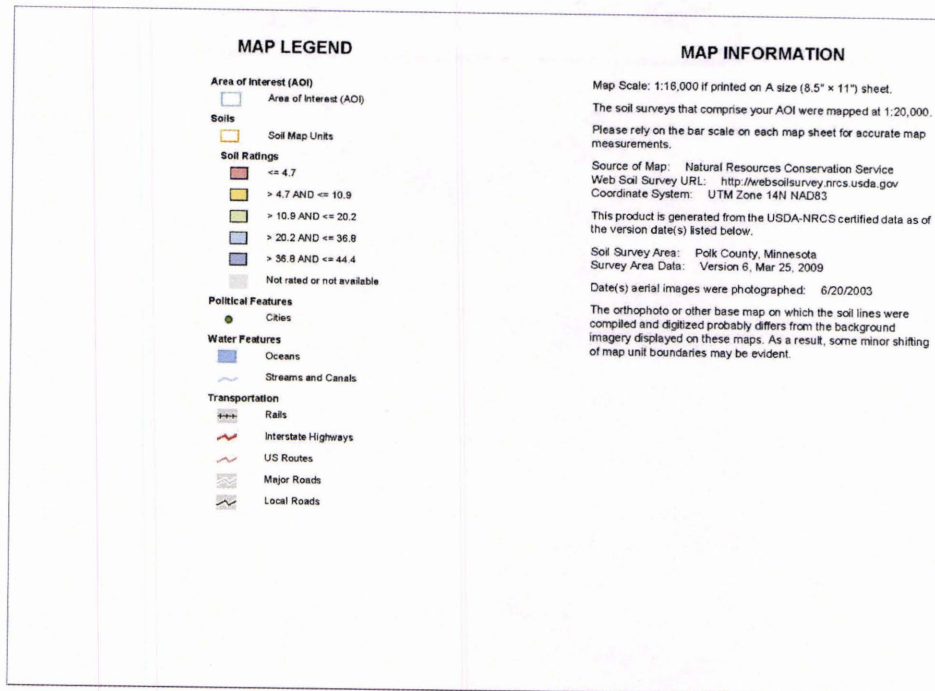 MAP LEGEND
Area of Interest (AOI)
Area of Interest (AOI)
Soils
Soil Map Units
Soil Ratings
<= 4.7
> 4.7 AND <= 10.9
> 10.9 AND <= 20.2
> 20.2 AND <= 36.8
> 36.8 AND <= 44.4
Not rated or not available
Political Features
Cities
Water Features
Oceans
Streams and Canals
Transportation
Rails
Interstate Highways
US Routes
Major Roads
Local Roads
MAP INFORMATION
Map Scale: 1:16,000 if printed on A size (8.5" × 11") sheet.
The soil surveys that comprise your AOI were mapped at 1:20,000.
Please rely on the bar scale on each map sheet for accurate map
measurements.
Source of Map: Natural Resources Conservation Service
Web Soil Survey URL: http://websoilsurvey.nrcs.usda.gov
Coordinate System: UTM Zone 14N NAD83
This product is generated from the USDA-NRCS certified data as of
the version date(s) listed below.
Soil Survey Area: Polk County, Minnesota
Survey Area Data: Version 6, Mar 25, 2009
Date(s) aerial images were photographed: 6/20/2003
The orthophoto or other base map on which the soil lines were
compiled and digitized probably differs from the background
imagery displayed on these maps. As a result, some minor shifting
of map unit boundaries may be evident.